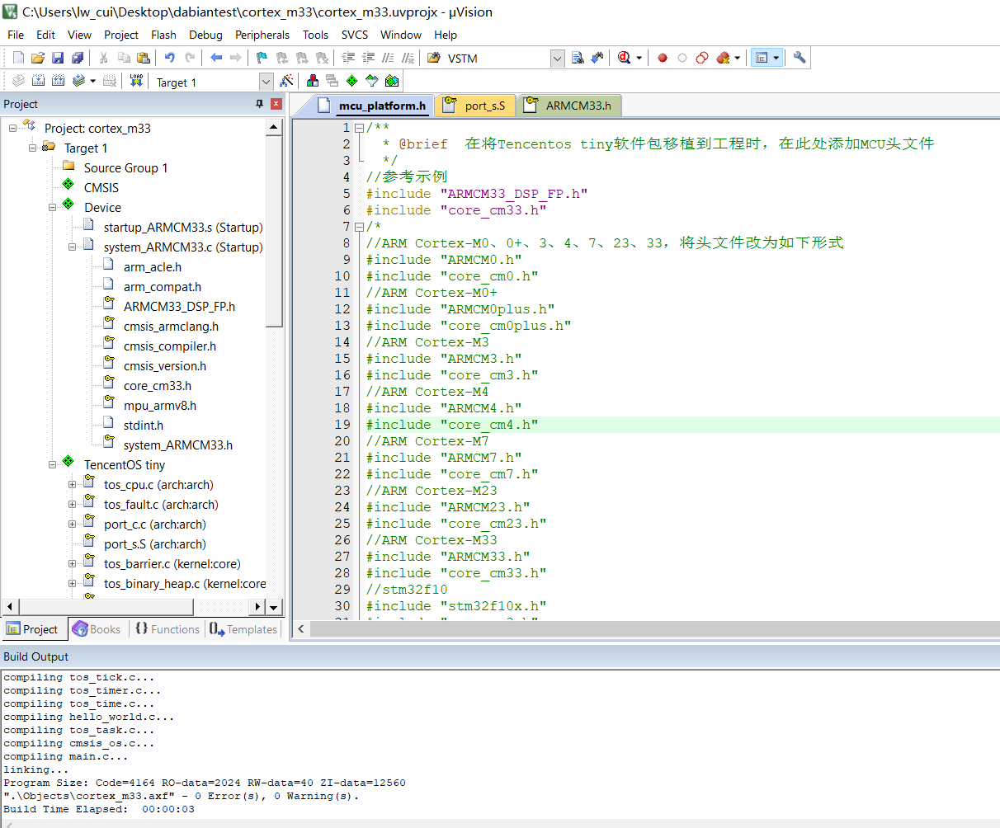 C:\Users\lw_cui\Desktop\dabiantest\cortex_m33\cortex_m33.uvprojx - µVision
File Edit View Project Flash Debug Peripherals Tools SVCS Window Help
VSTM
LOAD Target 1
Project
Project: cortex_m33
Target 1
Source Group 1
CMSIS
Device
startup_ARMCM33.s (Startup)
system_ARMCM33.c (Startup)
arm_acle.h
arm_compat.h
ARMCM33_DSP_FP.h
cmsis_armclang.h
cmsis_compiler.h
cmsis_version.h
core_cm33.h
mpu_armv8.h
stdint.h
system_ARMCM33.h
TencentOS tiny
tos_cpu.c (arch:arch)
tos_fault.c (arch:arch)
port_c.c (arch:arch)
port_s.S (arch:arch)
tos_barrier.c (kernel:core)
tos_binary_heap.c (kernel:core
Project Books {} Functions Templates
mcu_platform.h port_s.S ARMCM33.h
1 /**
2 * @brief 在将Tencentos tiny软件包移植到工程时，在此处添加MCU头文件
3 */
4 //参考示例
5 #include "ARMCM33_DSP_FP.h"
6 #include "core_cm33.h"
7 /*
8 //ARM Cortex-M0、0+、3、4、7、23、33，将头文件改为如下形式
9 #include "ARMCM0.h"
10 #include "core_cm0.h"
11 //ARM Cortex-M0+
12 #include "ARMCM0plus.h"
13 #include "core_cm0plus.h"
14 //ARM Cortex-M3
15 #include "ARMCM3.h"
16 #include "core_cm3.h"
17 //ARM Cortex-M4
18 #include "ARMCM4.h"
19 #include "core_cm4.h"
20 //ARM Cortex-M7
21 #include "ARMCM7.h"
22 #include "core_cm7.h"
23 //ARM Cortex-M23
24 #include "ARMCM23.h"
25 #include "core_cm23.h"
26 //ARM Cortex-M33
27 #include "ARMCM33.h"
28 #include "core_cm33.h"
29 //stm32f10
30 #include "stm32f10x.h"
Build Output
compiling tos_tick.c...
compiling tos_timer.c...
compiling tos_time.c...
compiling hello_world.c...
compiling tos_task.c...
compiling cmsis_os.c...
compiling main.c...
linking...
Program Size: Code=4164 RO-data=2024 RW-data=40 ZI-data=12560
".\Objects\cortex_m33.axf" - 0 Error(s), 0 Warning(s).
Build Time Elapsed: 00:00:03